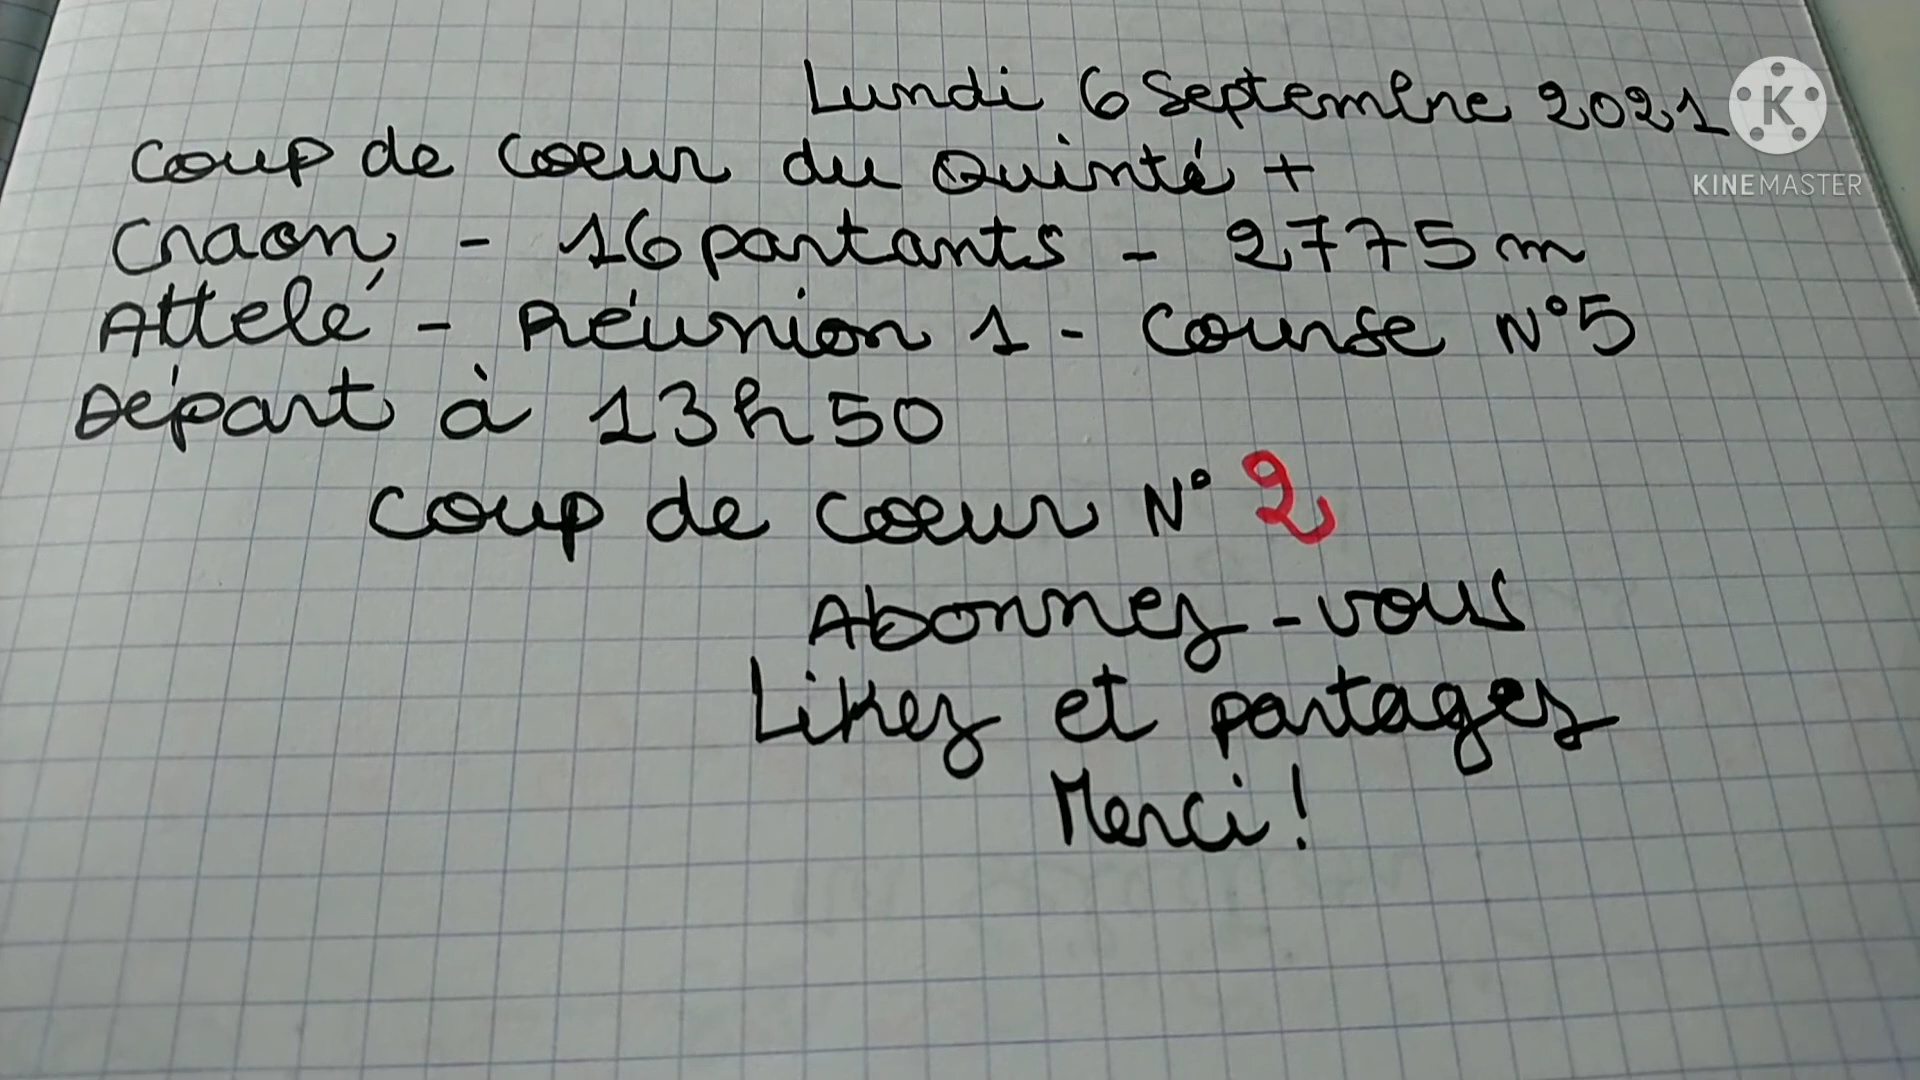 Lundi 6 Septembre 2021
Coup de coeur du Quinté +
Craon - 16 partants - 2775 m
Attelé - Réunion 1 - Course N°5
Départ à 13h50
Coup de coeur N° 2
Abonnez-vous
Likez et partagez
Merci !
K
KINEMASTER